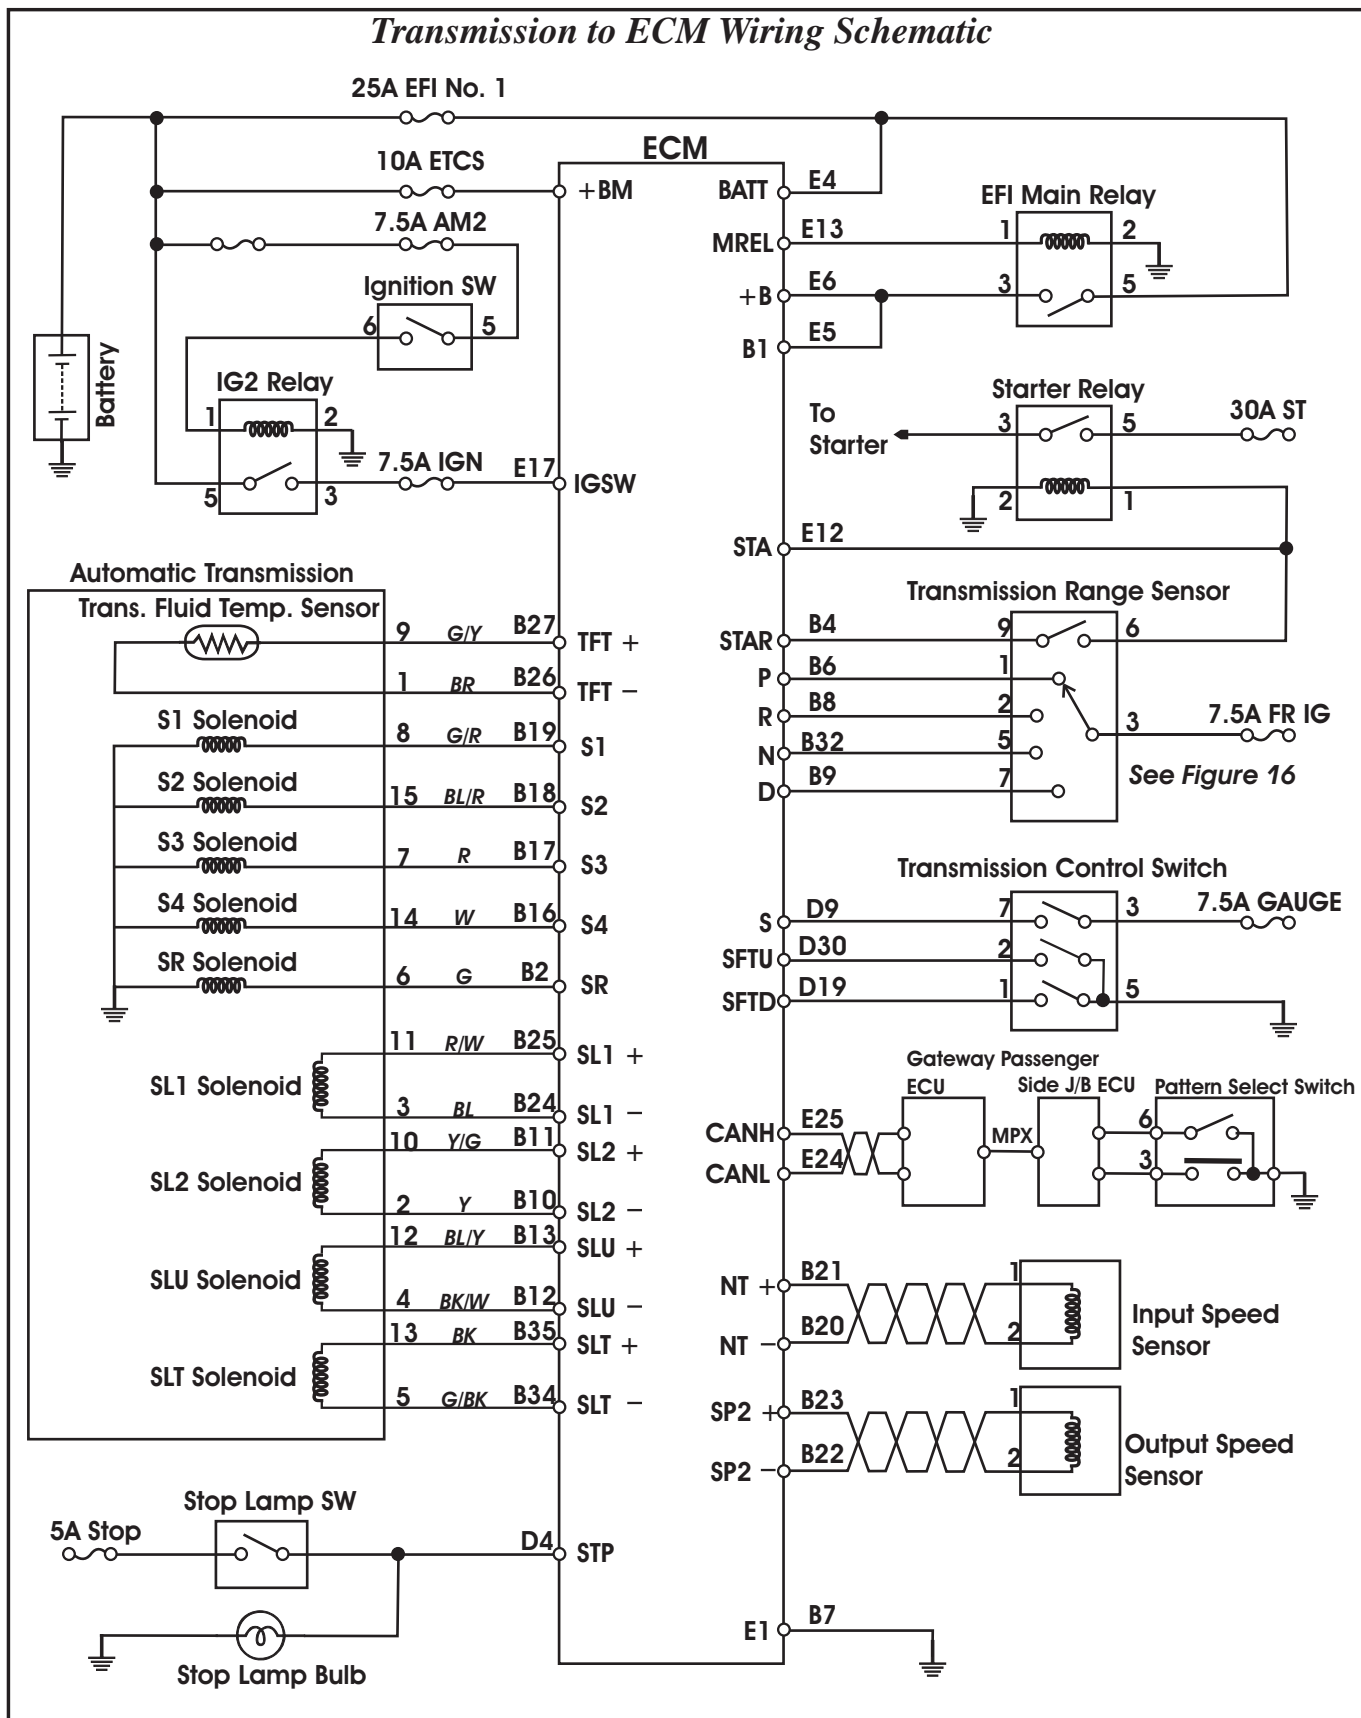 Transmission to ECM Wiring Schematic
25A EFI No. 1
10A ETCS
7.5A AM2
Ignition SW
6 5
IG2 Relay
1 2
5 3
7.5A IGN
Battery
ECM
+BM
E17 IGSW
BATT E4
MREL E13
+B E6
B1 E5
EFI Main Relay
1 2
3 5
Starter Relay
To
Starter
3 5
30A ST
2 1
STA E12
Automatic Transmission
Trans. Fluid Temp. Sensor
9 G/Y B27 TFT +
1 BR B26 TFT −
S1 Solenoid
8 G/R B19 S1
S2 Solenoid
15 BL/R B18 S2
S3 Solenoid
7 R B17 S3
S4 Solenoid
14 W B16 S4
SR Solenoid
6 G B2 SR
11 R/W B25 SL1 +
SL1 Solenoid
3 BL B24 SL1 −
10 Y/G B11 SL2 +
SL2 Solenoid
2 Y B10 SL2 −
12 BL/Y B13 SLU +
SLU Solenoid
4 BK/W B12 SLU −
13 BK B35 SLT +
SLT Solenoid
5 G/BK B34 SLT −
Transmission Range Sensor
STAR B4 9 6
P B6 1
R B8 2
3 7.5A FR IG
N B32 5
See Figure 16
D B9 7
Transmission Control Switch
S D9 7 3 7.5A GAUGE
SFTU D30 2
SFTD D19 1 5
Gateway Passenger
ECU Side J/B ECU Pattern Select Switch
CANH E25 6
MPX
CANL E24 3
NT + B21 1
Input Speed
Sensor
NT − B20 2
SP2 + B23 1
Output Speed
Sensor
SP2 − B22 2
Stop Lamp SW
5A Stop
D4 STP
Stop Lamp Bulb
E1 B7